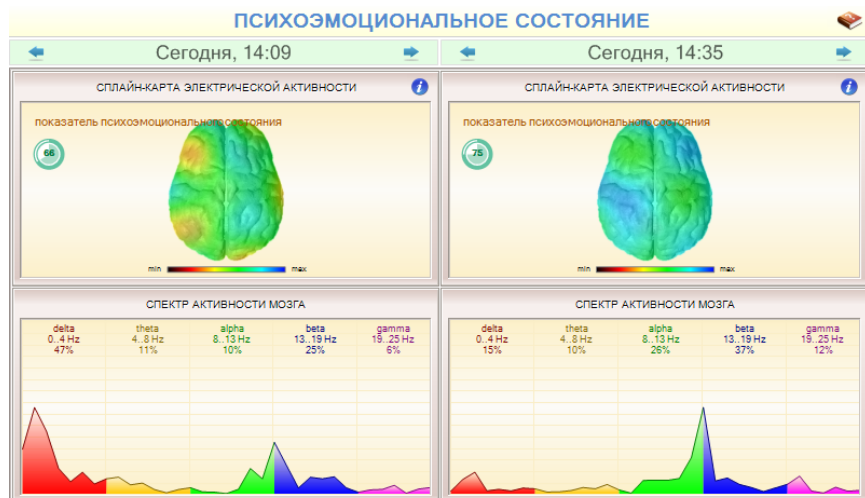 ПСИХОЭМОЦИОНАЛЬНОЕ СОСТОЯНИЕ
Сегодня, 14:09
Сегодня, 14:35
СПЛАЙН-КАРТА ЭЛЕКТРИЧЕСКОЙ АКТИВНОСТИ
i
СПЛАЙН-КАРТА ЭЛЕКТРИЧЕСКОЙ АКТИВНОСТИ
i
показатель психоэмоционального состояния
показатель психоэмоционального состояния
66
75
min max
min max
СПЕКТР АКТИВНОСТИ МОЗГА
СПЕКТР АКТИВНОСТИ МОЗГА
delta theta alpha beta gamma
0..4 Hz 4..8 Hz 8..13 Hz 13..19 Hz 19..25 Hz
47% 11% 10% 25% 6%
delta theta alpha beta gamma
0..4 Hz 4..8 Hz 8..13 Hz 13..19 Hz 19..25 Hz
15% 10% 26% 37% 12%